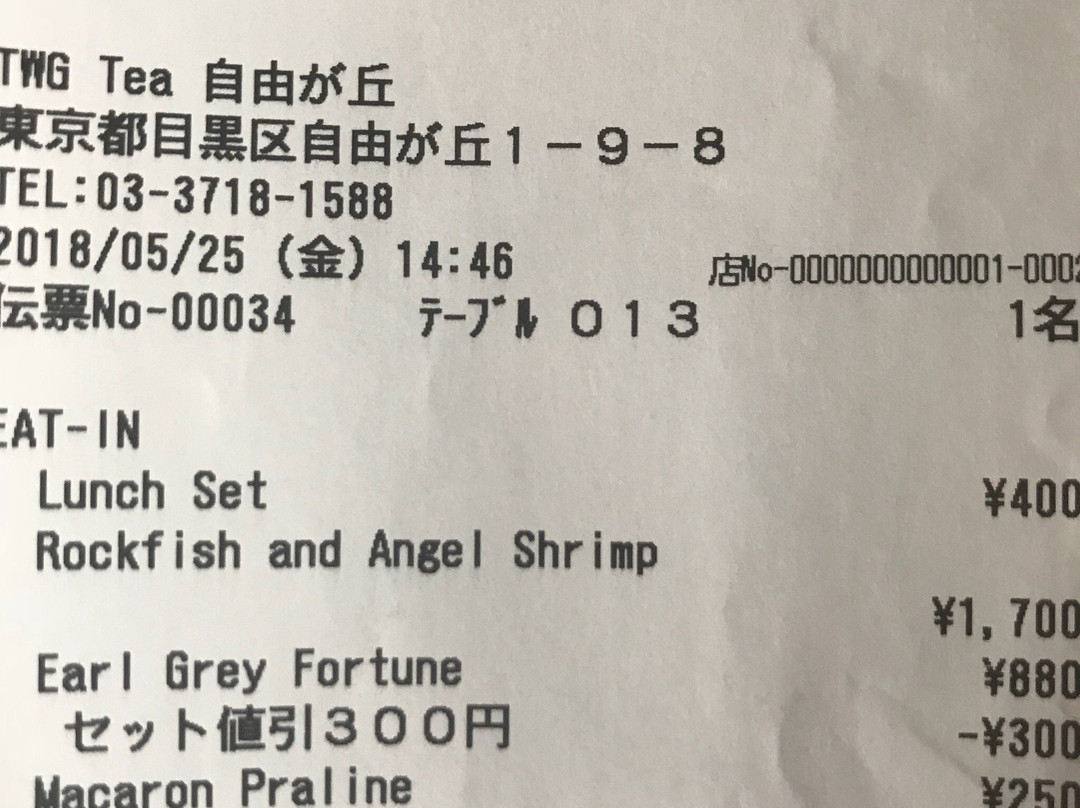 TWG Tea 自由が丘
東京都目黒区自由が丘1-9-8
TEL:03-3718-1588
2018/05/25 (金) 14:46 店No-0000000000001-0002
伝票No-00034 テーブル 013 1名
EAT-IN
Lunch Set ¥400
Rockfish and Angel Shrimp
¥1,700
Earl Grey Fortune ¥880
セット値引300円 -¥300
Macaron Praline ¥250